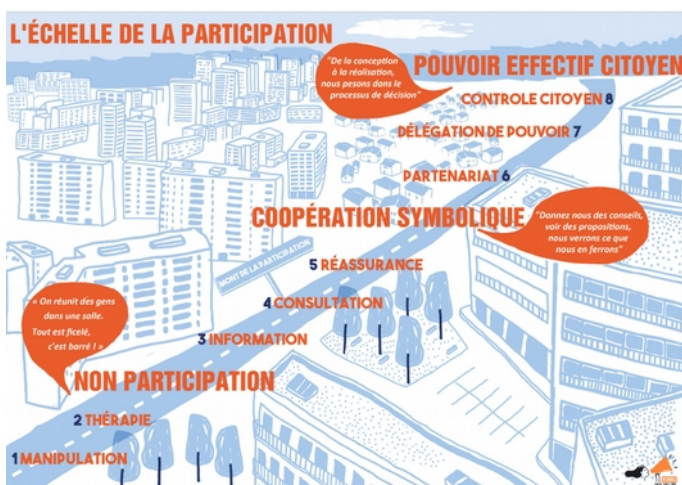 L'ÉCHELLE DE LA PARTICIPATION
"De la conception
à la réalisation,
nous pesons dans le
processus de décision"
POUVOIR EFFECTIF CITOYEN
CONTROLE CITOYEN 8
DÉLÉGATION DE POUVOIR 7
PARTENARIAT 6
COOPÉRATION SYMBOLIQUE
"Donnez nous des conseils,
voir des propositions,
nous verrons ce que
nous en ferrons"
MONT DE LA PARTICIPATION
5 RÉASSURANCE
4 CONSULTATION
3 INFORMATION
« On réunit des gens
dans une salle.
Tout est ficelé,
c'est barré ! »
NON PARTICIPATION
2 THÉRAPIE
1 MANIPULATION